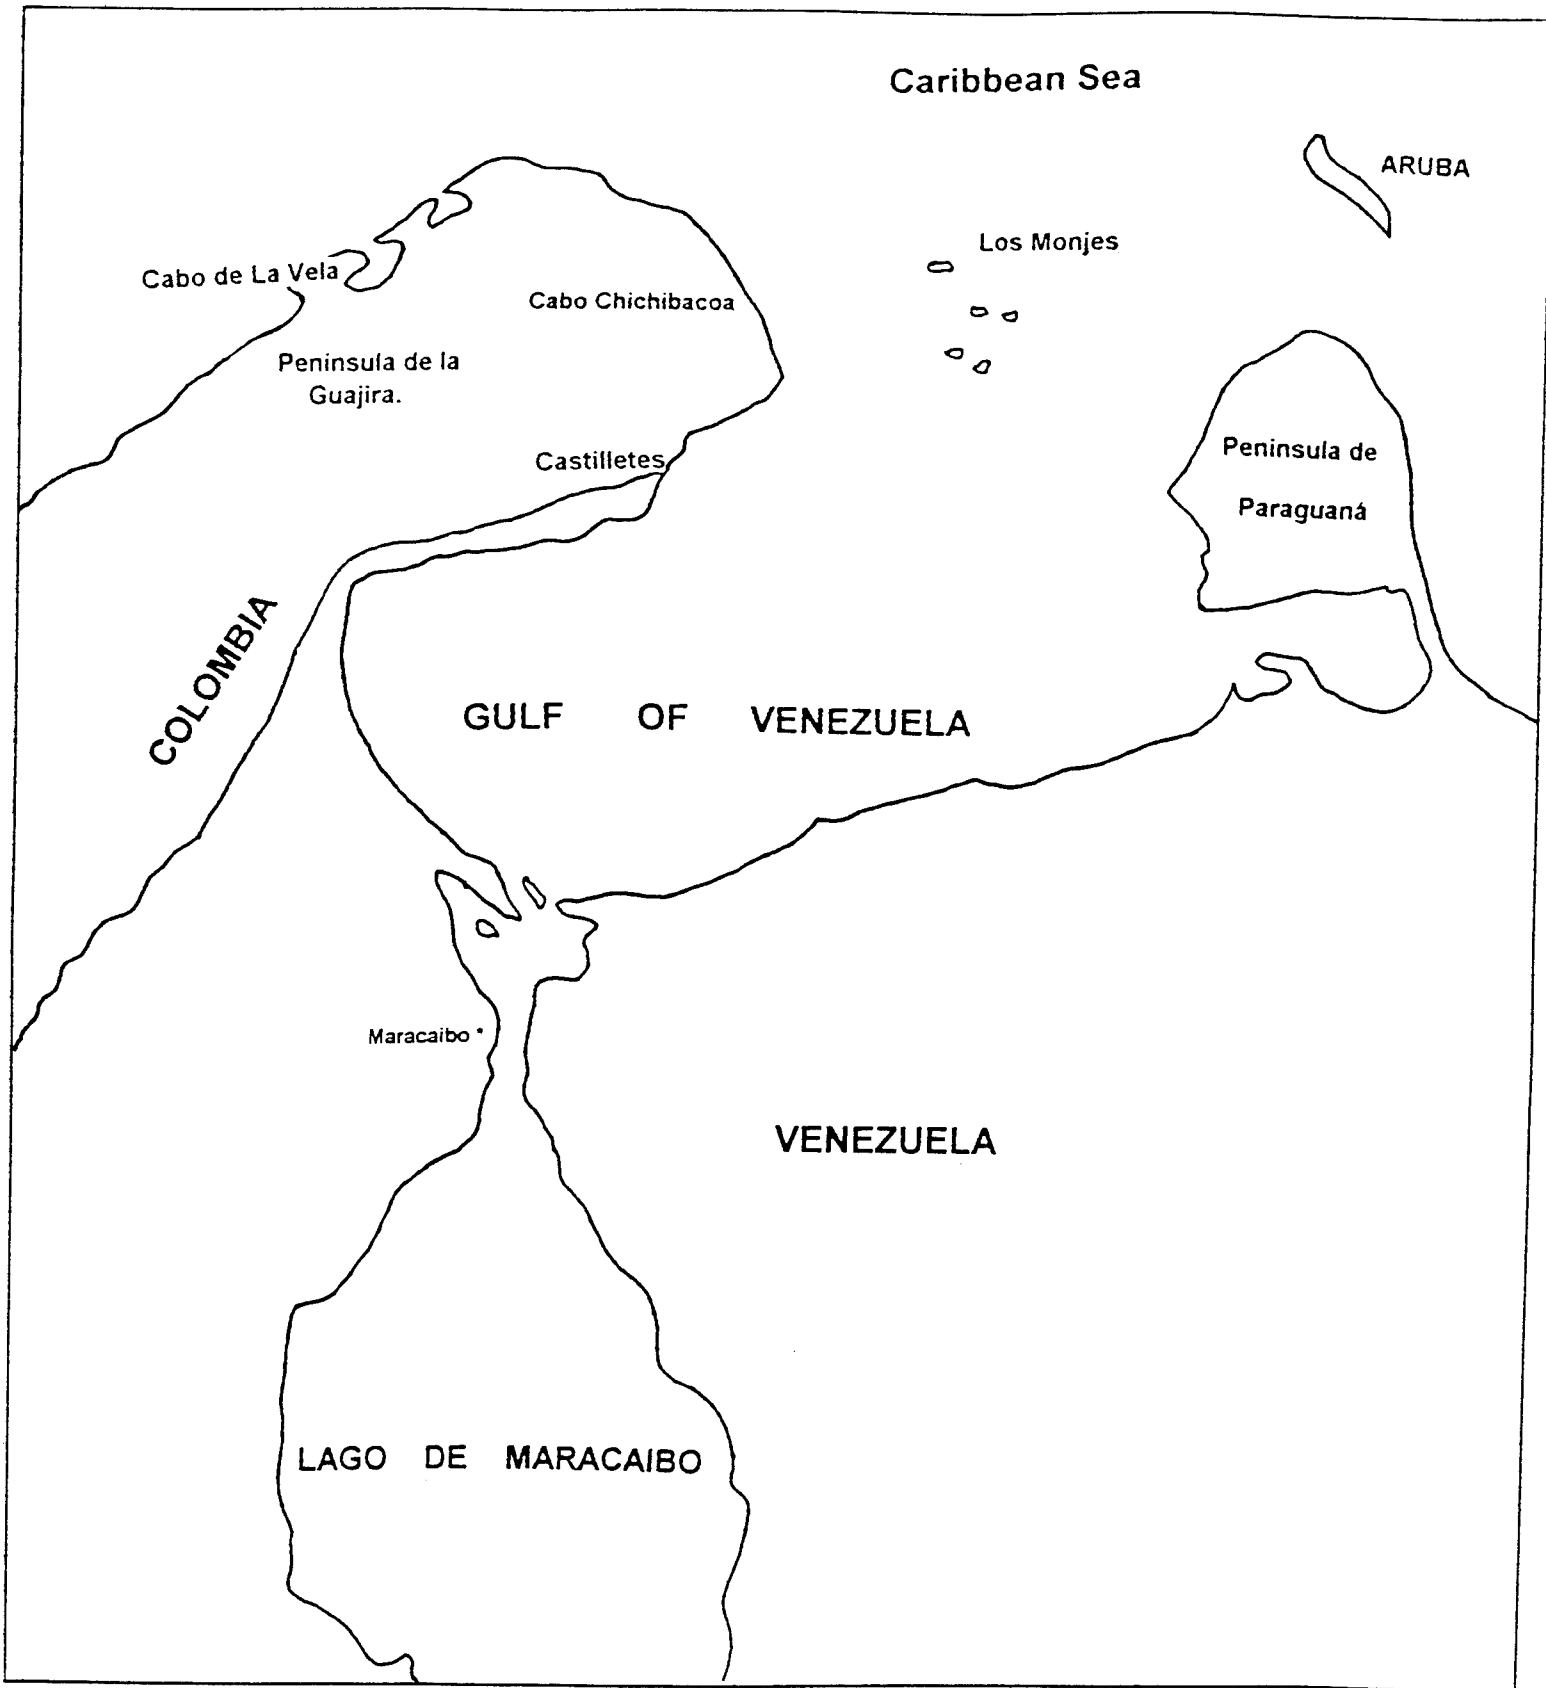 Caribbean Sea
ARUBA
Los Monjes
Cabo de La Vela
Cabo Chichibacoa
Peninsula de la
Guajira.
Peninsula de
Paraguaná
Castilletes
COLOMBIA
GULF OF VENEZUELA
Maracaibo
VENEZUELA
LAGO DE MARACAIBO